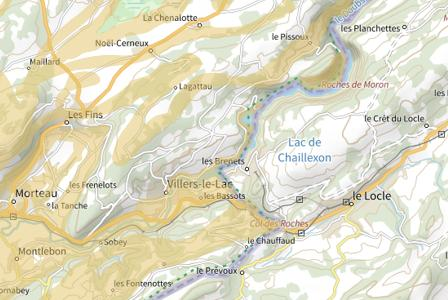 La Chenalotte
le Pissoux
les Planchettes
Noël-Cerneux
Maillard
Lagattau
Roches de Moron
Les Fins
le Crêt du Locle
Lac de
Chaillexon
les Brenets
les Frenelots
Villers-le-Lac
Morteau
la Tanche
les Bassots
le Locle
Col des Roches
Sobey
le Chauffaud
Montlebon
les Fontenottes
le Prévoux